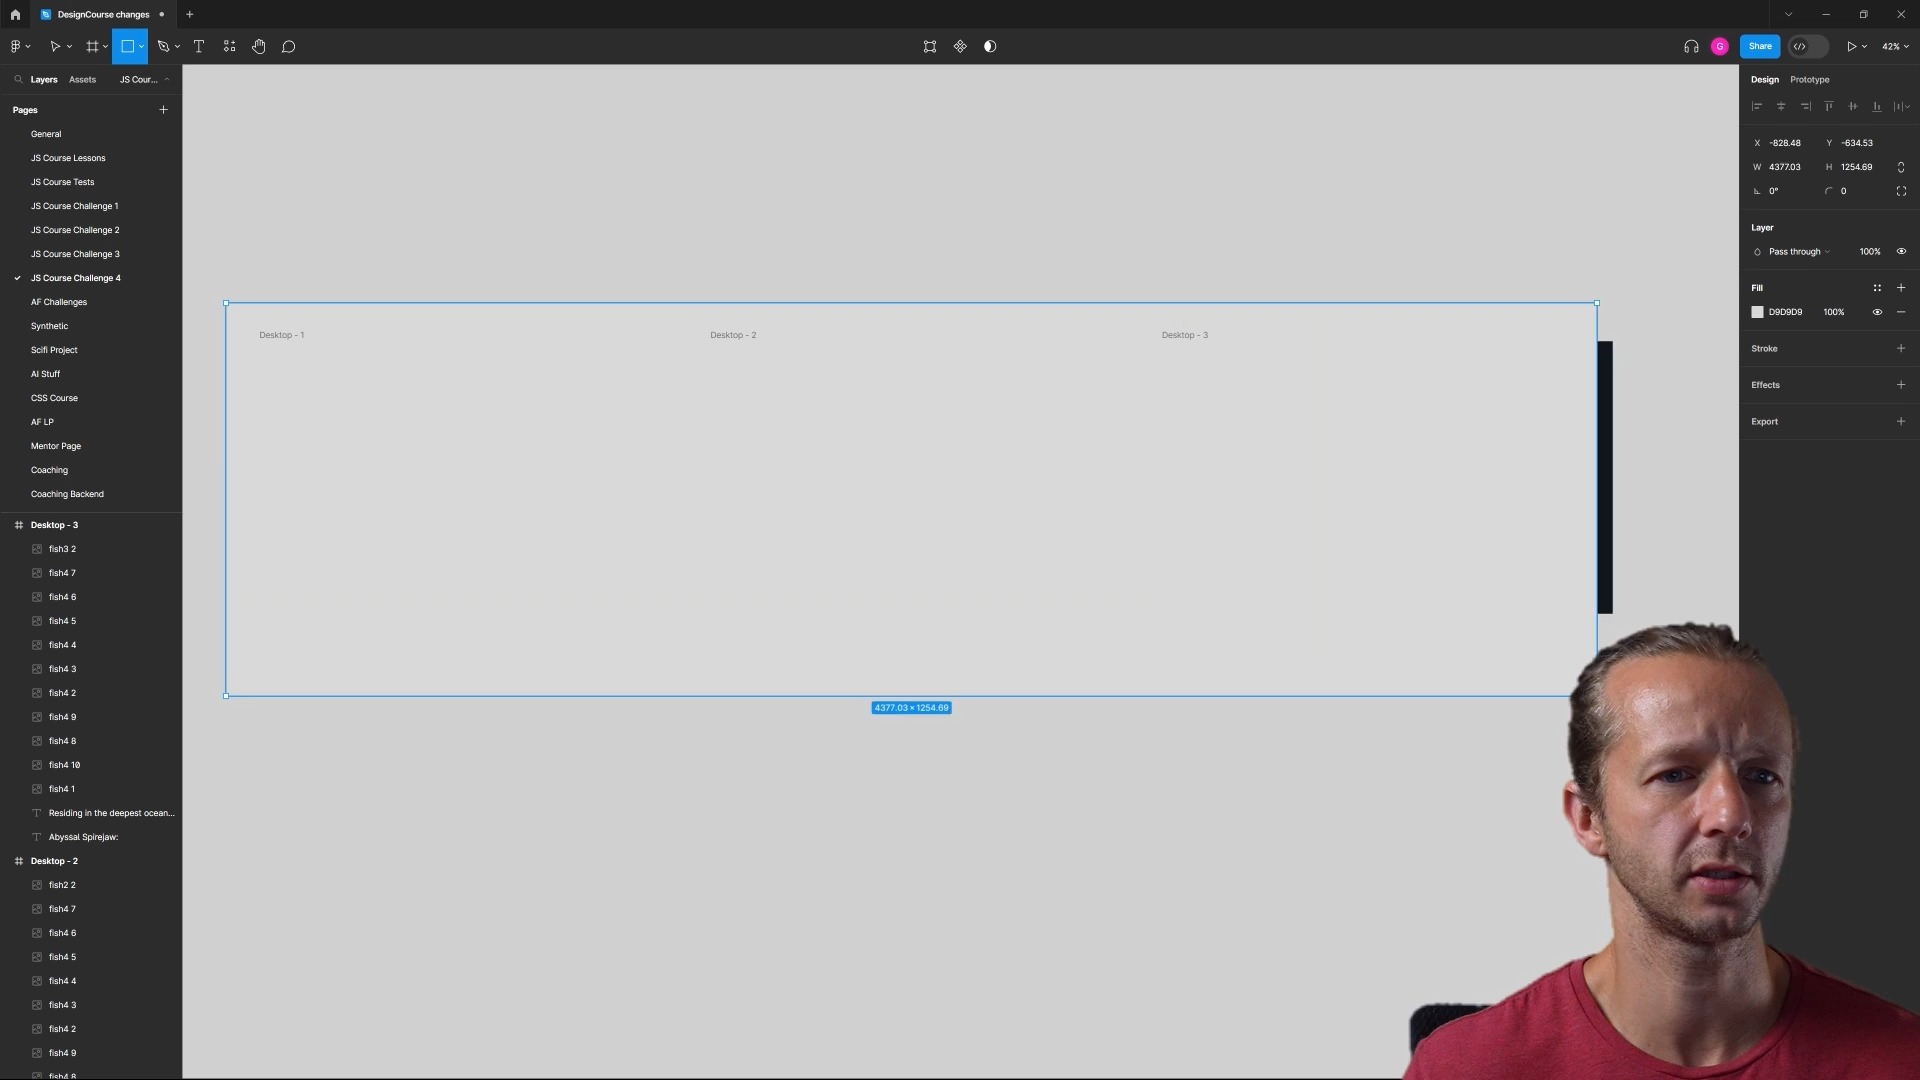 DesignCourse changes
Share
42%
Layers
Assets
JS Cour...
Design
Prototype
Pages
General
JS Course Lessons
JS Course Tests
JS Course Challenge 1
JS Course Challenge 2
JS Course Challenge 3
JS Course Challenge 4
AF Challenges
Synthetic
Scifi Project
AI Stuff
CSS Course
AF LP
Mentor Page
Coaching
Coaching Backend
Desktop - 3
fish3 2
fish4 7
fish4 6
fish4 5
fish4 4
fish4 3
fish4 2
fish4 9
fish4 8
fish4 10
fish4 1
Residing in the deepest ocean...
Abyssal Spirejaw:
Desktop - 2
fish2 2
fish4 7
fish4 6
fish4 5
fish4 4
fish4 3
fish4 2
fish4 9
fish4 8
Desktop - 1
Desktop - 2
Desktop - 3
4377.03 × 1254.69
G
X -828.48 Y -634.53
W 4377.03 H 1254.69
0° 0
Layer
Pass through 100%
Fill
D9D9D9 100%
Stroke
Effects
Export